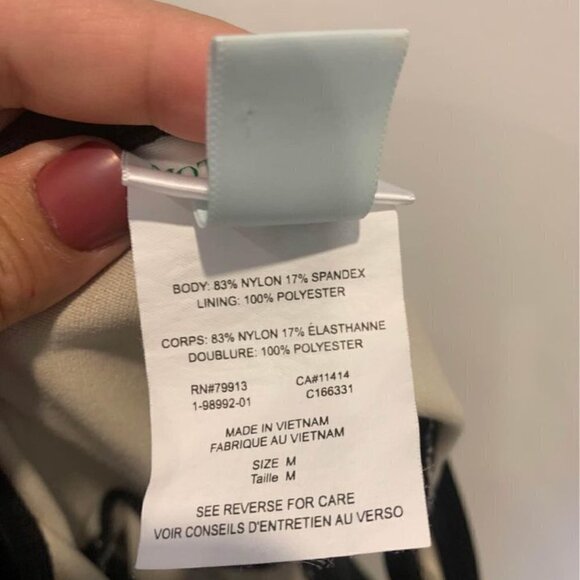 BODY: 83% NYLON 17% SPANDEX
LINING: 100% POLYESTER
CORPS: 83% NYLON 17% ÉLASTHANNE
DOUBLURE: 100% POLYESTER
RN#79913 CA#11414
1-98992-01 C166331
MADE IN VIETNAM
FABRIQUE AU VIETNAM
SIZE M
Taille M
SEE REVERSE FOR CARE
VOIR CONSEILS D'ENTRETIEN AU VERSO